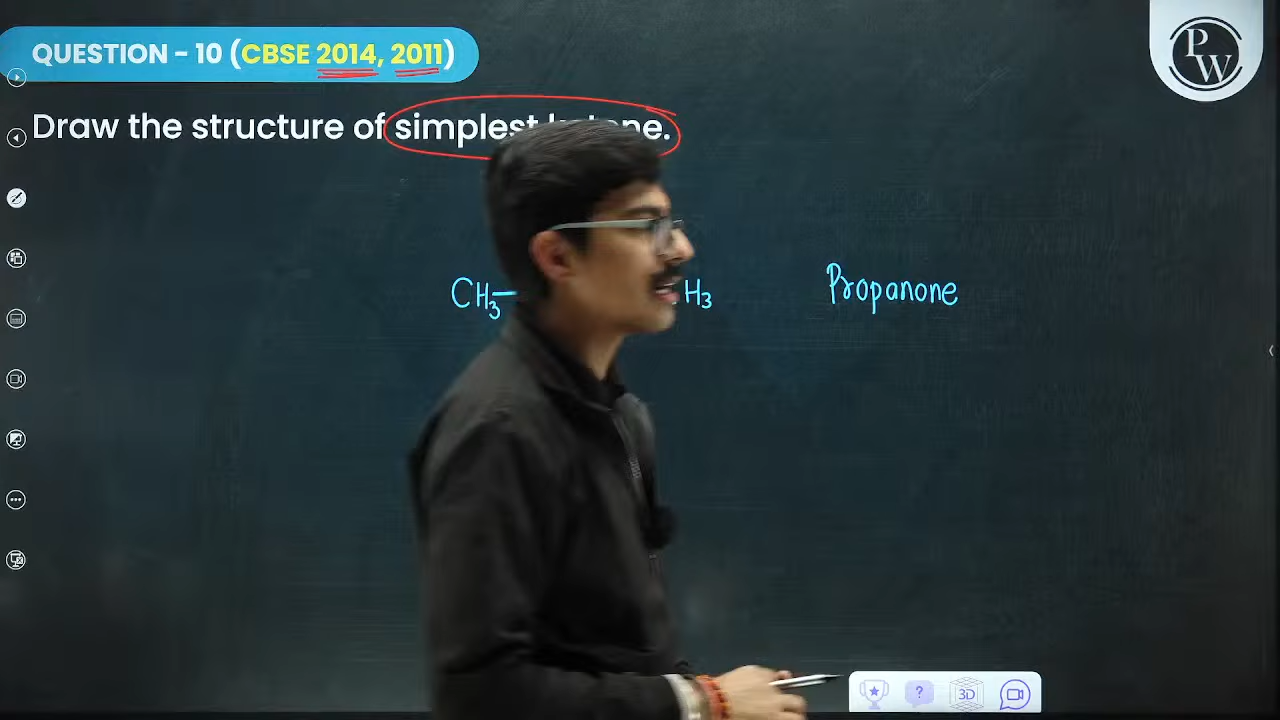 QUESTION - 10 (CBSE 2014, 2011)
Draw the structure of simplest
CH3— H3 Propanone
PW
?
3D